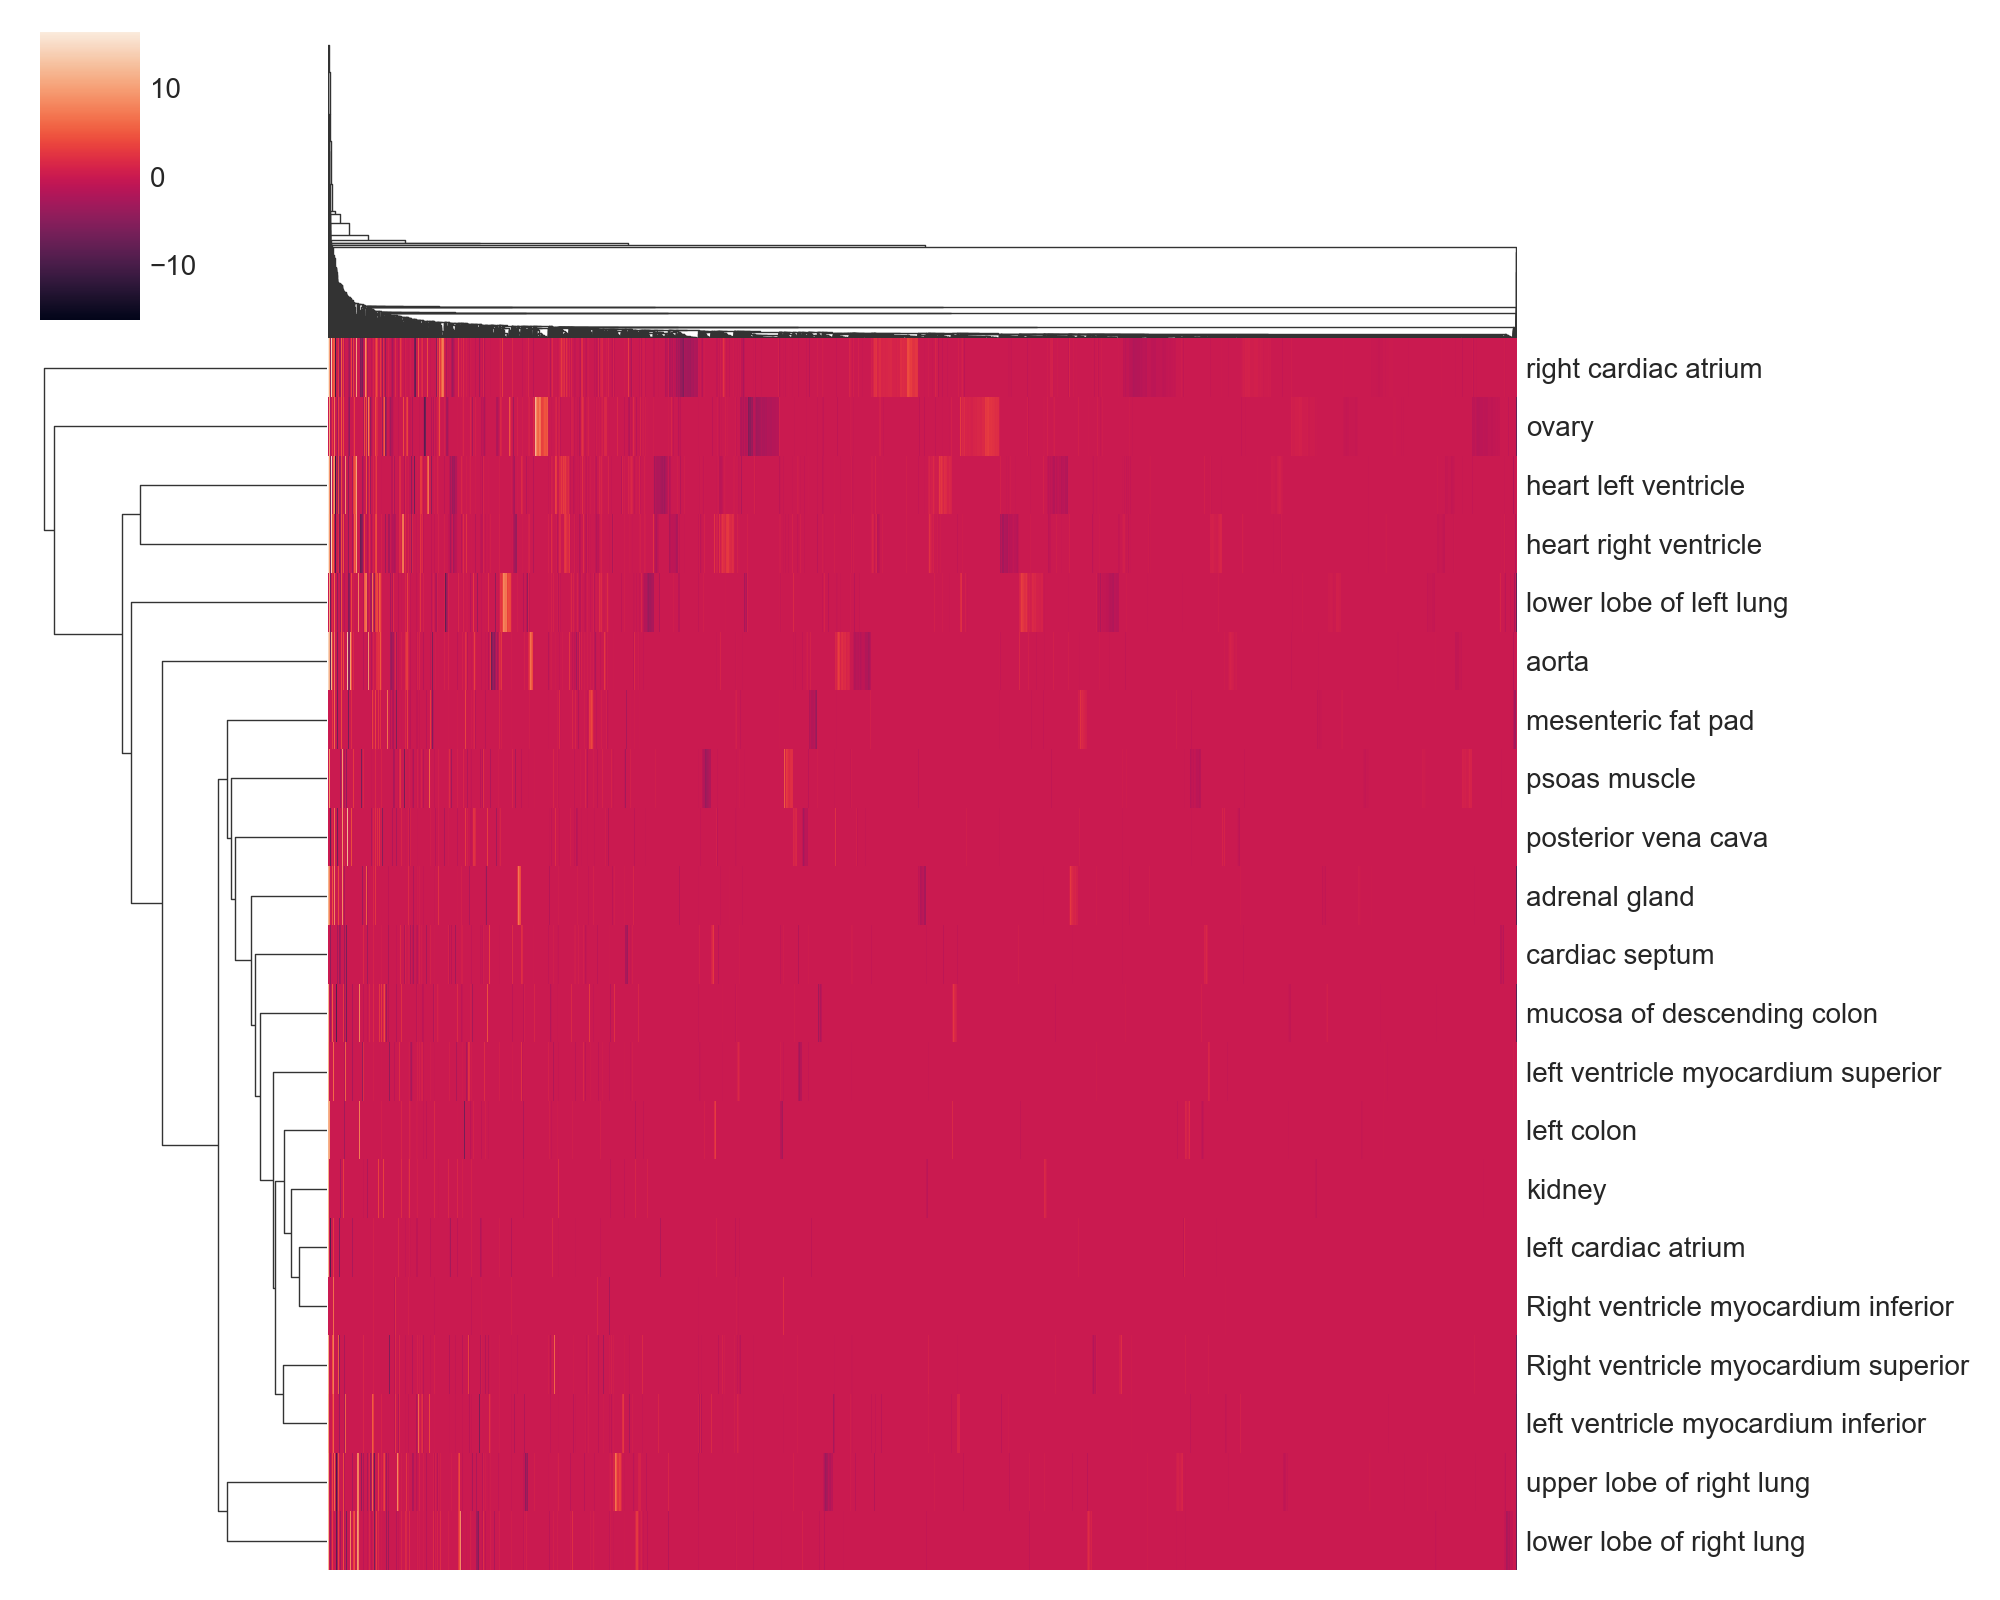 10
0
−10
right cardiac atrium
ovary
heart left ventricle
heart right ventricle
lower lobe of left lung
aorta
mesenteric fat pad
psoas muscle
posterior vena cava
adrenal gland
cardiac septum
mucosa of descending colon
left ventricle myocardium superior
left colon
kidney
left cardiac atrium
Right ventricle myocardium inferior
Right ventricle myocardium superior
left ventricle myocardium inferior
upper lobe of right lung
lower lobe of right lung